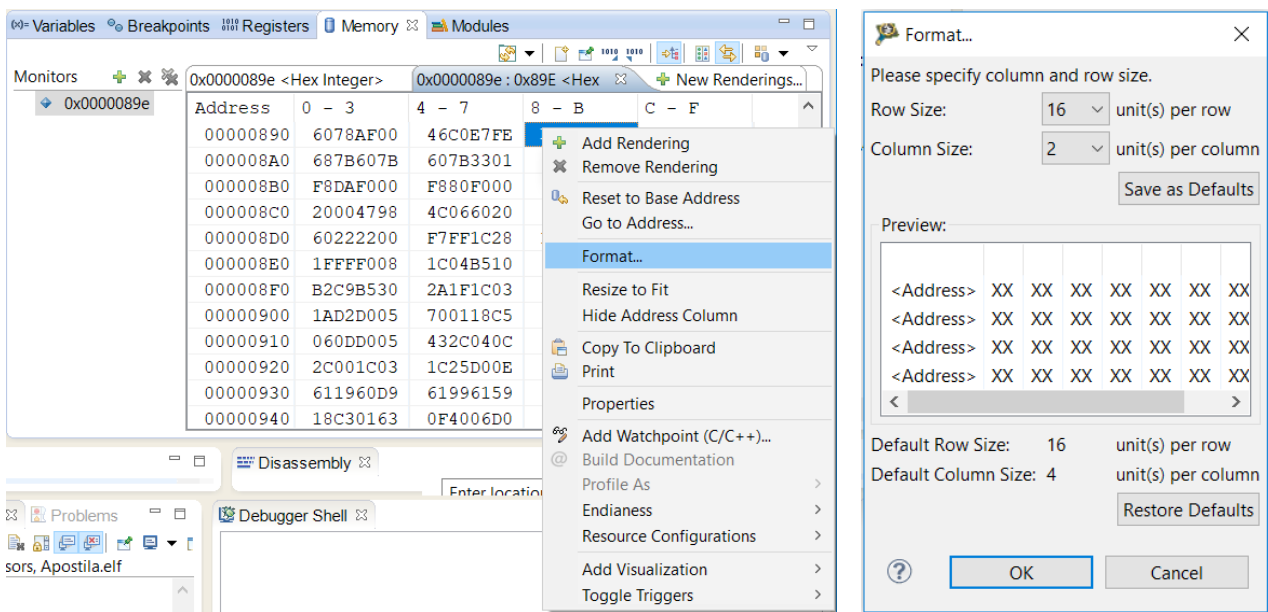 (x)= Variables Breakpoints 1010 0101 Registers Memory Modules
Monitors 0x0000089e <Hex Integer> 0x0000089e : 0x89E <Hex New Renderings...
0x0000089e
Address 0 - 3 4 - 7 8 - B C - F
00000890 6078AF00 46C0E7FE
000008A0 687B607B 607B3301
000008B0 F8DAF000 F880F000
000008C0 20004798 4C066020
000008D0 60222200 F7FF1C28
000008E0 1FFFF008 1C04B510
000008F0 B2C9B530 2A1F1C03
00000900 1AD2D005 700118C5
00000910 060DD005 432C040C
00000920 2C001C03 1C25D00E
00000930 611960D9 61996159
00000940 18C30163 0F4006D0
Add Rendering
Remove Rendering
Reset to Base Address
Go to Address...
Format...
Resize to Fit
Hide Address Column
Copy To Clipboard
Print
Properties
Add Watchpoint (C/C++)...
Build Documentation
Profile As
Endianess
Resource Configurations
Add Visualization
Toggle Triggers
Disassembly
Enter location
Problems
Debugger Shell
sors, Apostila.elf
Format...
Please specify column and row size.
Row Size: 16 unit(s) per row
Column Size: 2 unit(s) per column
Save as Defaults
Preview:
<Address> XX XX XX XX XX XX XX
<Address> XX XX XX XX XX XX XX
<Address> XX XX XX XX XX XX XX
<Address> XX XX XX XX XX XX XX
Default Row Size: 16 unit(s) per row
Default Column Size: 4 unit(s) per column
Restore Defaults
? OK Cancel